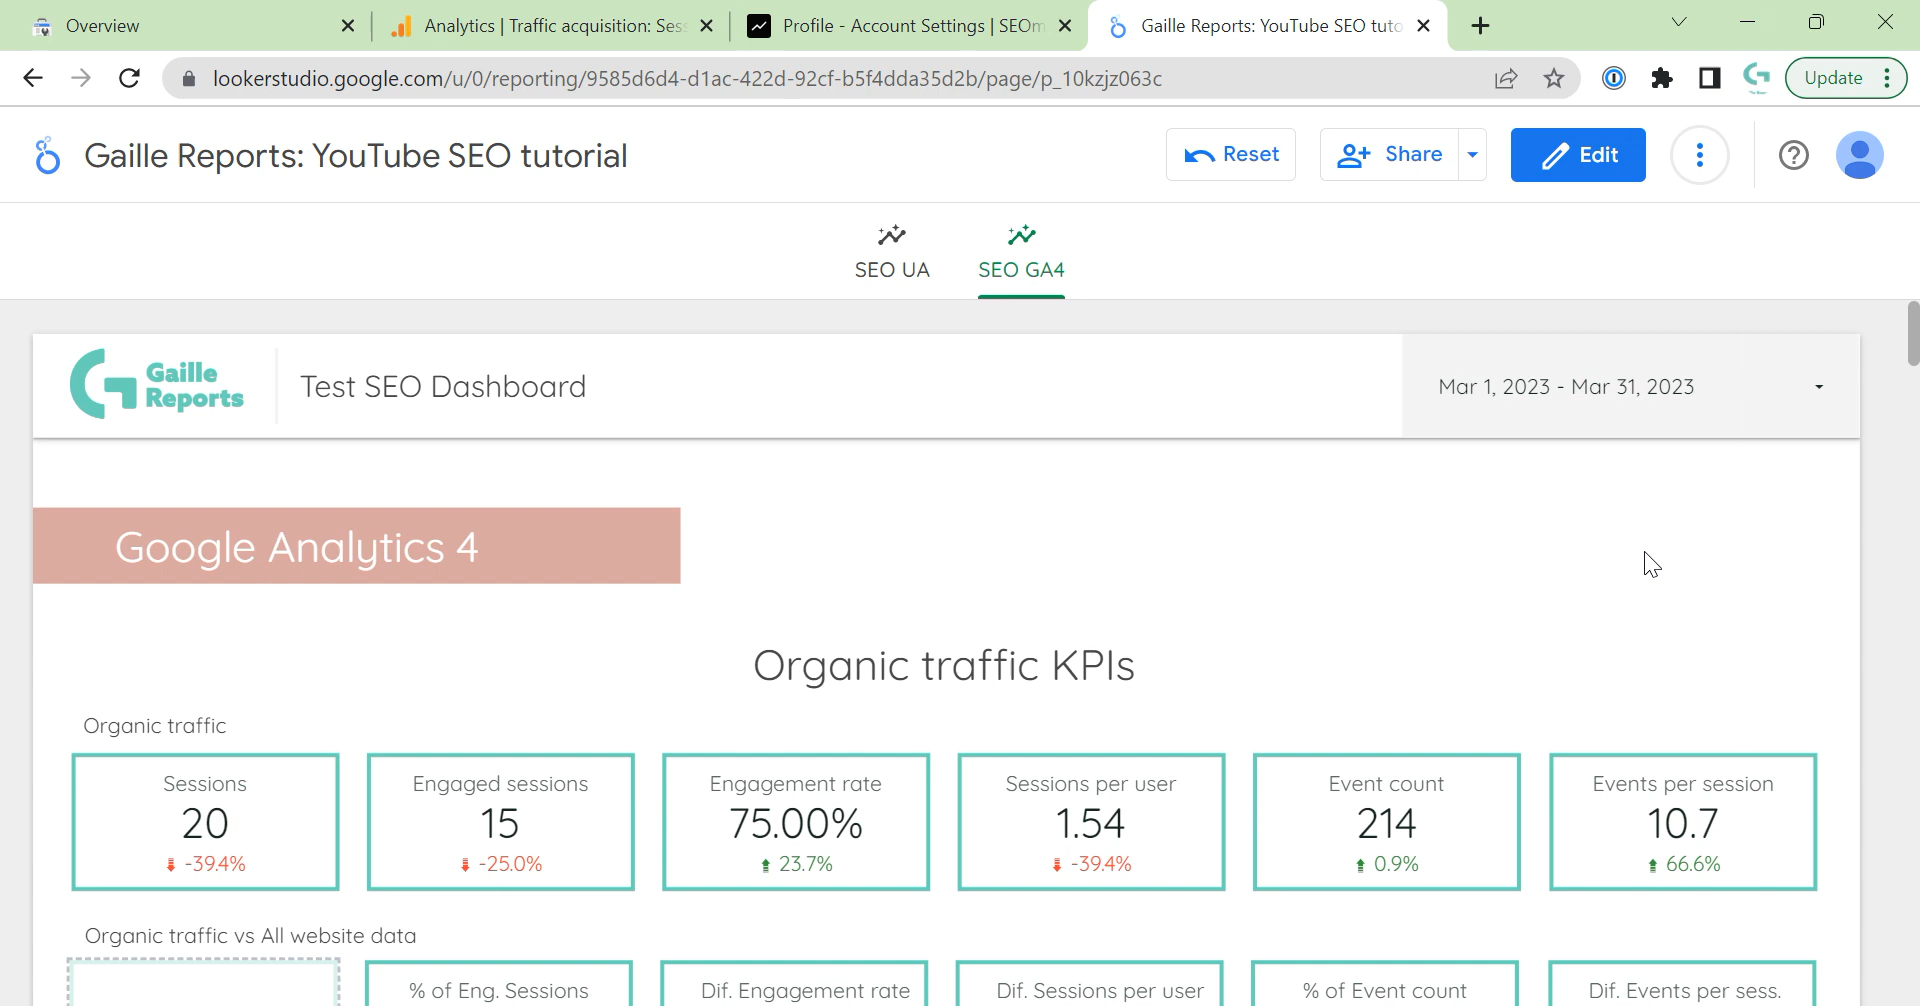 Overview
Analytics | Traffic acquisition: Ses
Profile - Account Settings | SEOm
Gaille Reports: YouTube SEO tuto
lookerstudio.google.com/u/0/reporting/9585d6d4-d1ac-422d-92cf-b5f4dda35d2b/page/p_10kzjz063c
Update
Gaille Reports: YouTube SEO tutorial
Reset
Share
Edit
SEO UA
SEO GA4
Gaille
Reports
Test SEO Dashboard
Mar 1, 2023 - Mar 31, 2023
Google Analytics 4
Organic traffic KPIs
Organic traffic
Sessions
20
-39.4%
Engaged sessions
15
-25.0%
Engagement rate
75.00%
23.7%
Sessions per user
1.54
-39.4%
Event count
214
0.9%
Events per session
10.7
66.6%
Organic traffic vs All website data
% of Eng. Sessions
Dif. Engagement rate
Dif. Sessions per user
% of Event count
Dif. Events per sess.